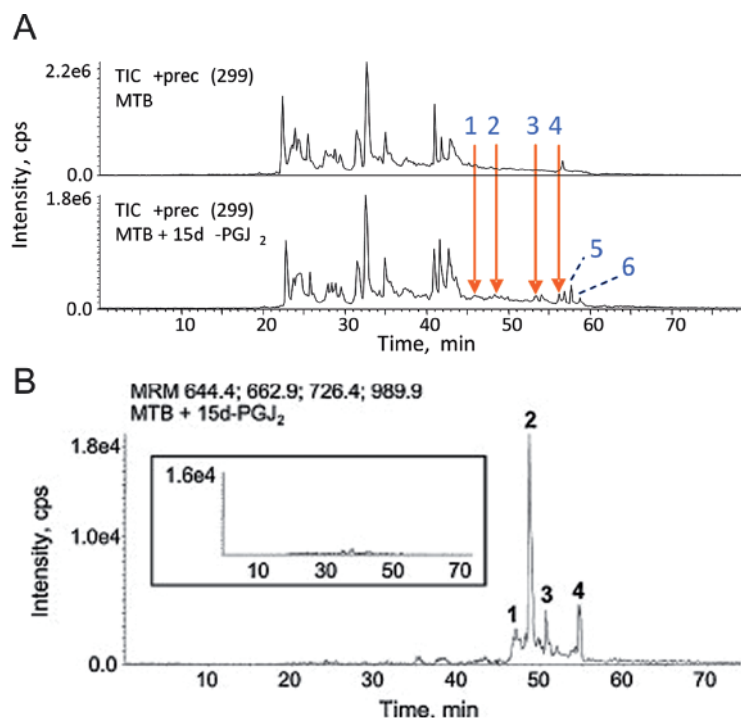 A
Intensity, cps
2.2e6
0.0
TIC +prec (299)
MTB
1 2 3 4
1.8e6
0.0
TIC +prec (299)
MTB + 15d -PGJ 2
5
6
10 20 30 40 50 60 70
Time, min
B
MRM 644.4; 662.9; 726.4; 989.9
MTB + 15d-PGJ2
Intensity, cps
1.8e4
1.0e4
0.0
1.6e4
10 30 50 70
2
1 3 4
10 20 30 40 50 60 70
Time, min